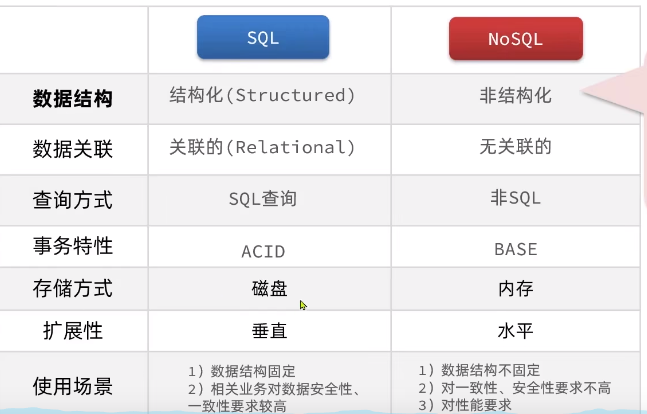 SQL NoSQL
数据结构 结构化(Structured) 非结构化
数据关联 关联的(Relational) 无关联的
查询方式 SQL查询 非SQL
事务特性 ACID BASE
存储方式 磁盘 内存
扩展性 垂直 水平
使用场景
1）数据结构固定
2）相关业务对数据安全性、
一致性要求较高
1）数据结构不固定
2）对一致性、安全性要求不高
3）对性能要求